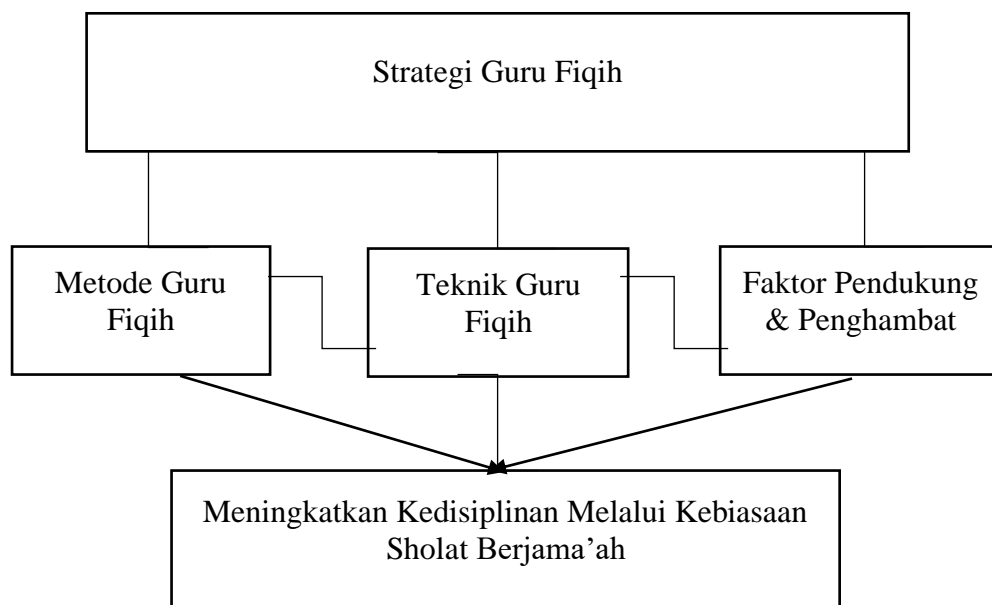 Strategi Guru Fiqih
Metode Guru
Fiqih
Teknik Guru
Fiqih
Faktor Pendukung
& Penghambat
Meningkatkan Kedisiplinan Melalui Kebiasaan
Sholat Berjama’ah